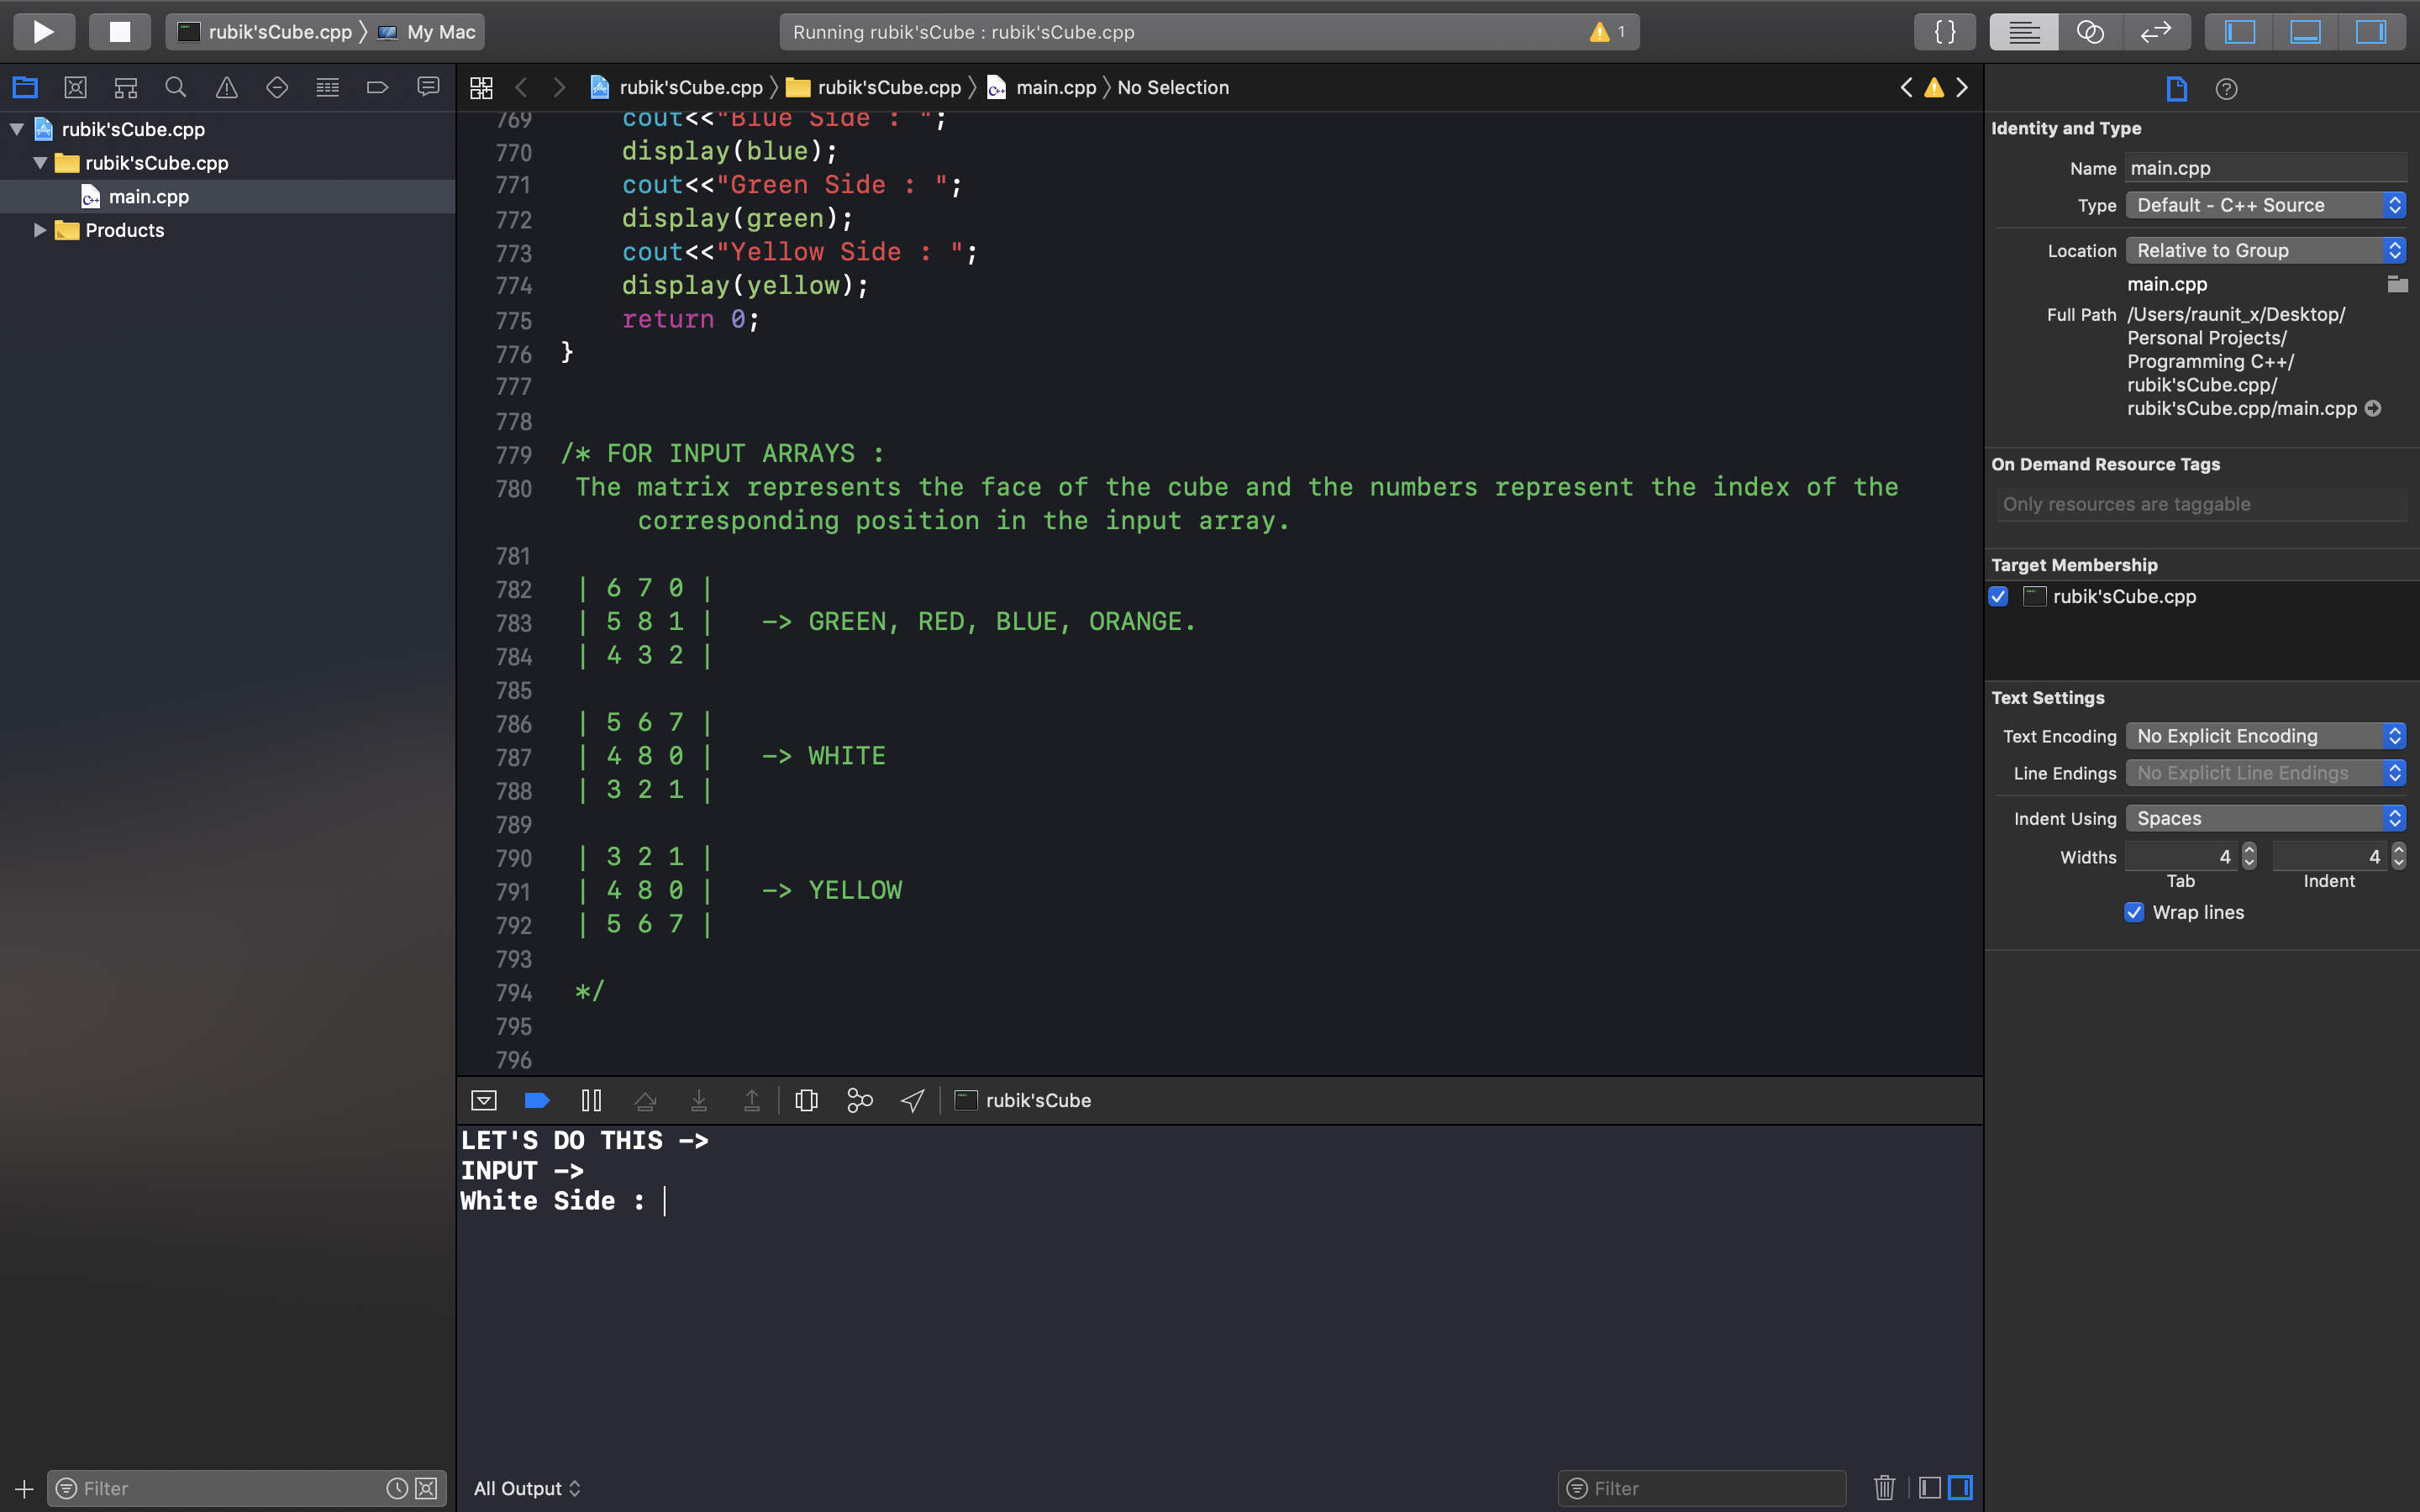 rubik'sCube.cpp 〉 My Mac
Running rubik'sCube : rubik'sCube.cpp
1
{ }
rubik'sCube.cpp
rubik'sCube.cpp
main.cpp
Products
rubik'sCube.cpp 〉 rubik'sCube.cpp 〉 main.cpp 〉 No Selection
769 cout<<"Blue Side : ";
770 display(blue);
771 cout<<"Green Side : ";
772 display(green);
773 cout<<"Yellow Side : ";
774 display(yellow);
775 return 0;
776 }
777
778
779 /* FOR INPUT ARRAYS :
780 The matrix represents the face of the cube and the numbers represent the index of the
corresponding position in the input array.
781
782 | 6 7 0 |
783 | 5 8 1 | -> GREEN, RED, BLUE, ORANGE.
784 | 4 3 2 |
785
786 | 5 6 7 |
787 | 4 8 0 | -> WHITE
788 | 3 2 1 |
789
790 | 3 2 1 |
791 | 4 8 0 | -> YELLOW
792 | 5 6 7 |
793
794 */
795
796
rubik'sCube
LET'S DO THIS ->
INPUT ->
White Side :
All Output
Filter
Filter
Identity and Type
Name main.cpp
Type Default - C++ Source
Location Relative to Group
main.cpp
Full Path /Users/raunit_x/Desktop/
Personal Projects/
Programming C++/
rubik'sCube.cpp/
rubik'sCube.cpp/main.cpp
On Demand Resource Tags
Only resources are taggable
Target Membership
rubik'sCube.cpp
Text Settings
Text Encoding No Explicit Encoding
Line Endings No Explicit Line Endings
Indent Using Spaces
Widths 4 4
Tab Indent
Wrap lines